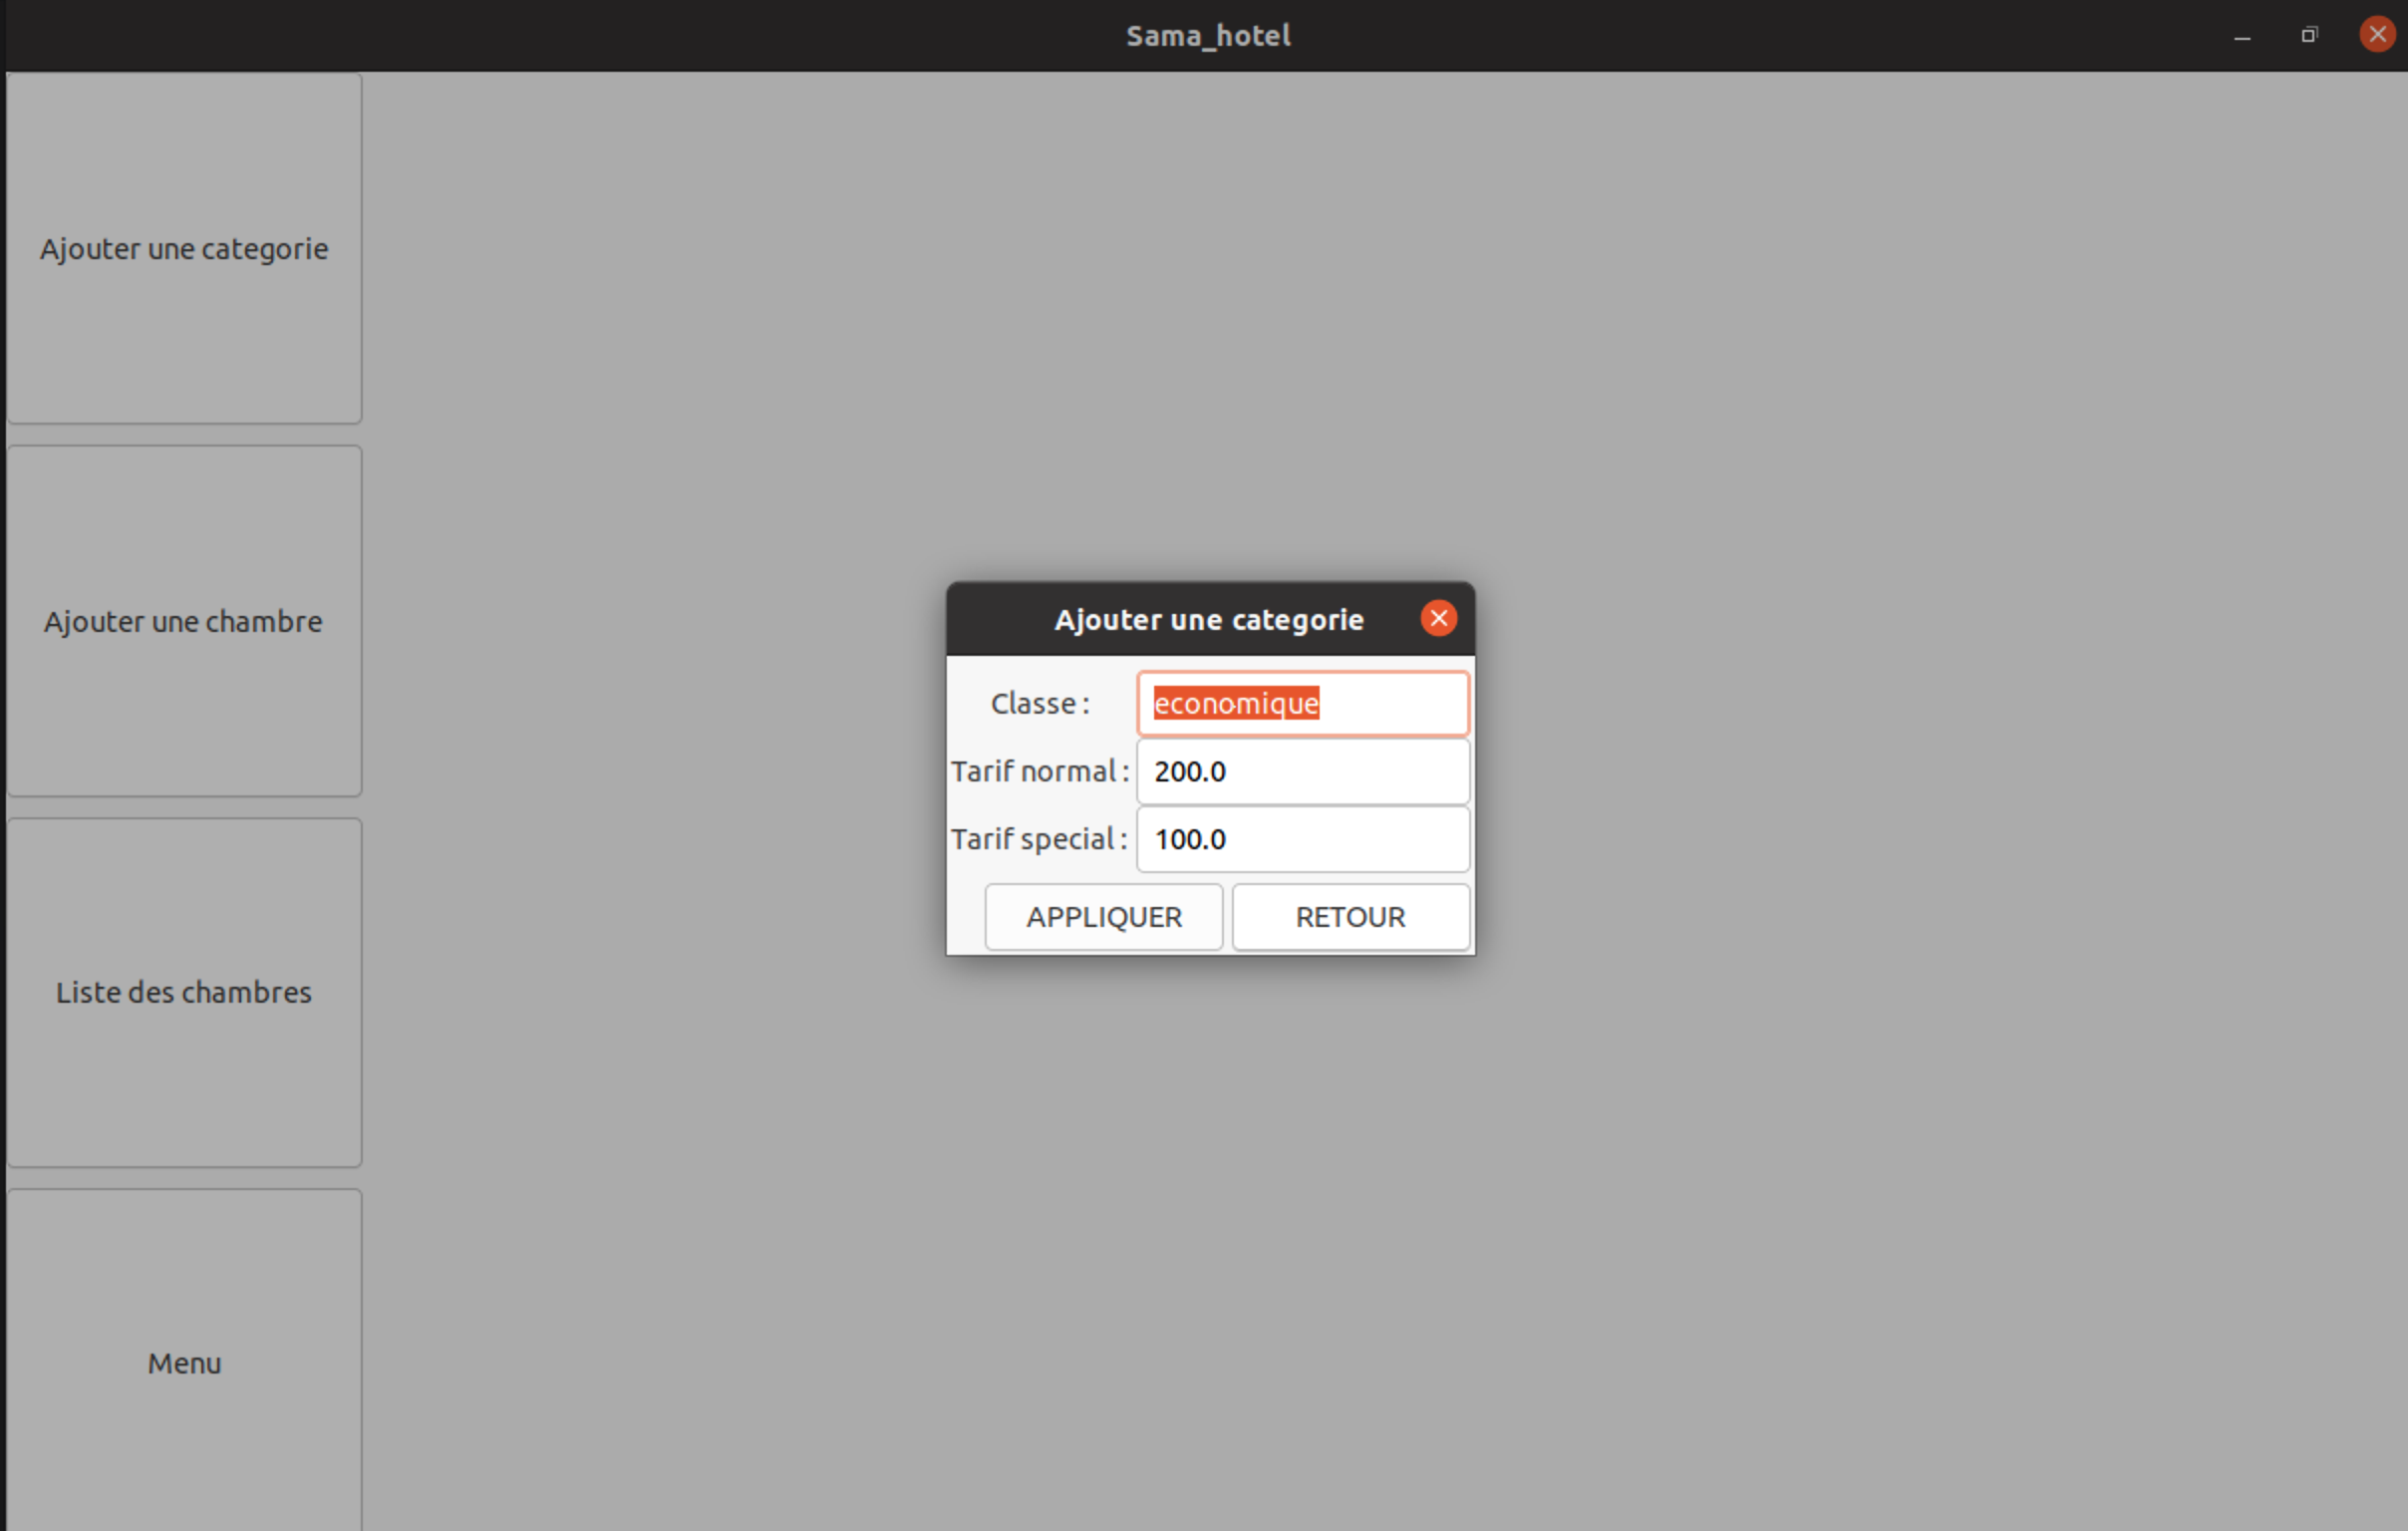 Sama_hotel
Ajouter une categorie
Ajouter une chambre
Liste des chambres
Menu
Ajouter une categorie
Classe :
economique
Tarif normal :
200.0
Tarif special :
100.0
APPLIQUER
RETOUR